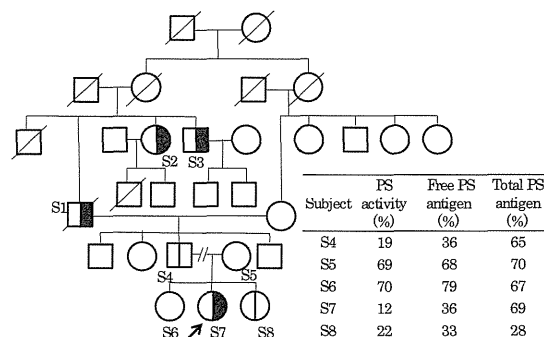 S2
S3
S1
S4
S5
S6
S7
S8
Subject PS activity (%) Free PS antigen (%) Total PS antigen (%)
S4 19 36 65
S5 69 68 70
S6 70 79 67
S7 12 36 69
S8 22 33 28